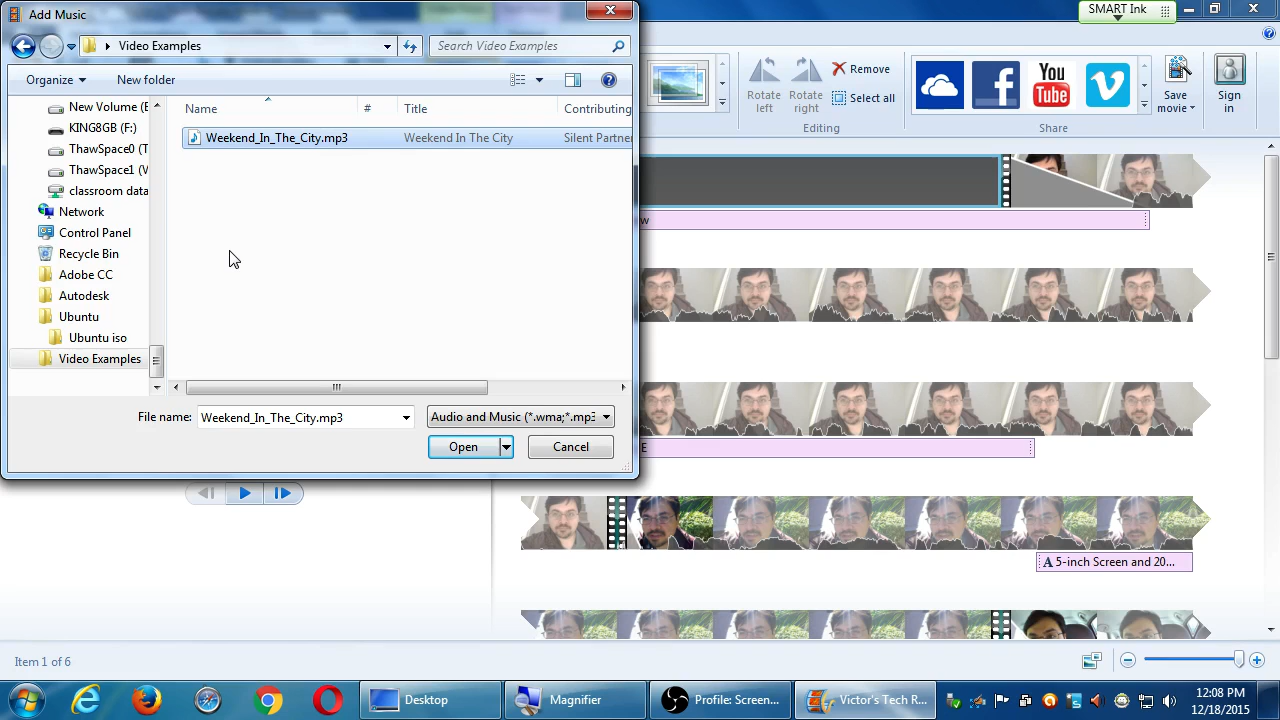 Add Music
SMART Ink
Video Examples
Search Video Examples
Organize
New folder
Name
#
Title
Contributing
New Volume (E
KING8GB (F:)
ThawSpace0 (T
ThawSpace1 (V
classroom data
Network
Control Panel
Recycle Bin
Adobe CC
Autodesk
Ubuntu
Ubuntu iso
Video Examples
Weekend_In_The_City.mp3
Weekend In The City
Silent Partner
File name:
Weekend_In_The_City.mp3
Audio and Music (*.wma;*.mp3
Open
Cancel
Rotate left
Rotate right
Remove
Select all
Editing
You Tube
Save movie
Share
Sign in
w
E
A 5-inch Screen and 20...
Item 1 of 6
Desktop
Magnifier
Profile: Screen...
Victor's Tech R...
12:08 PM
12/18/2015